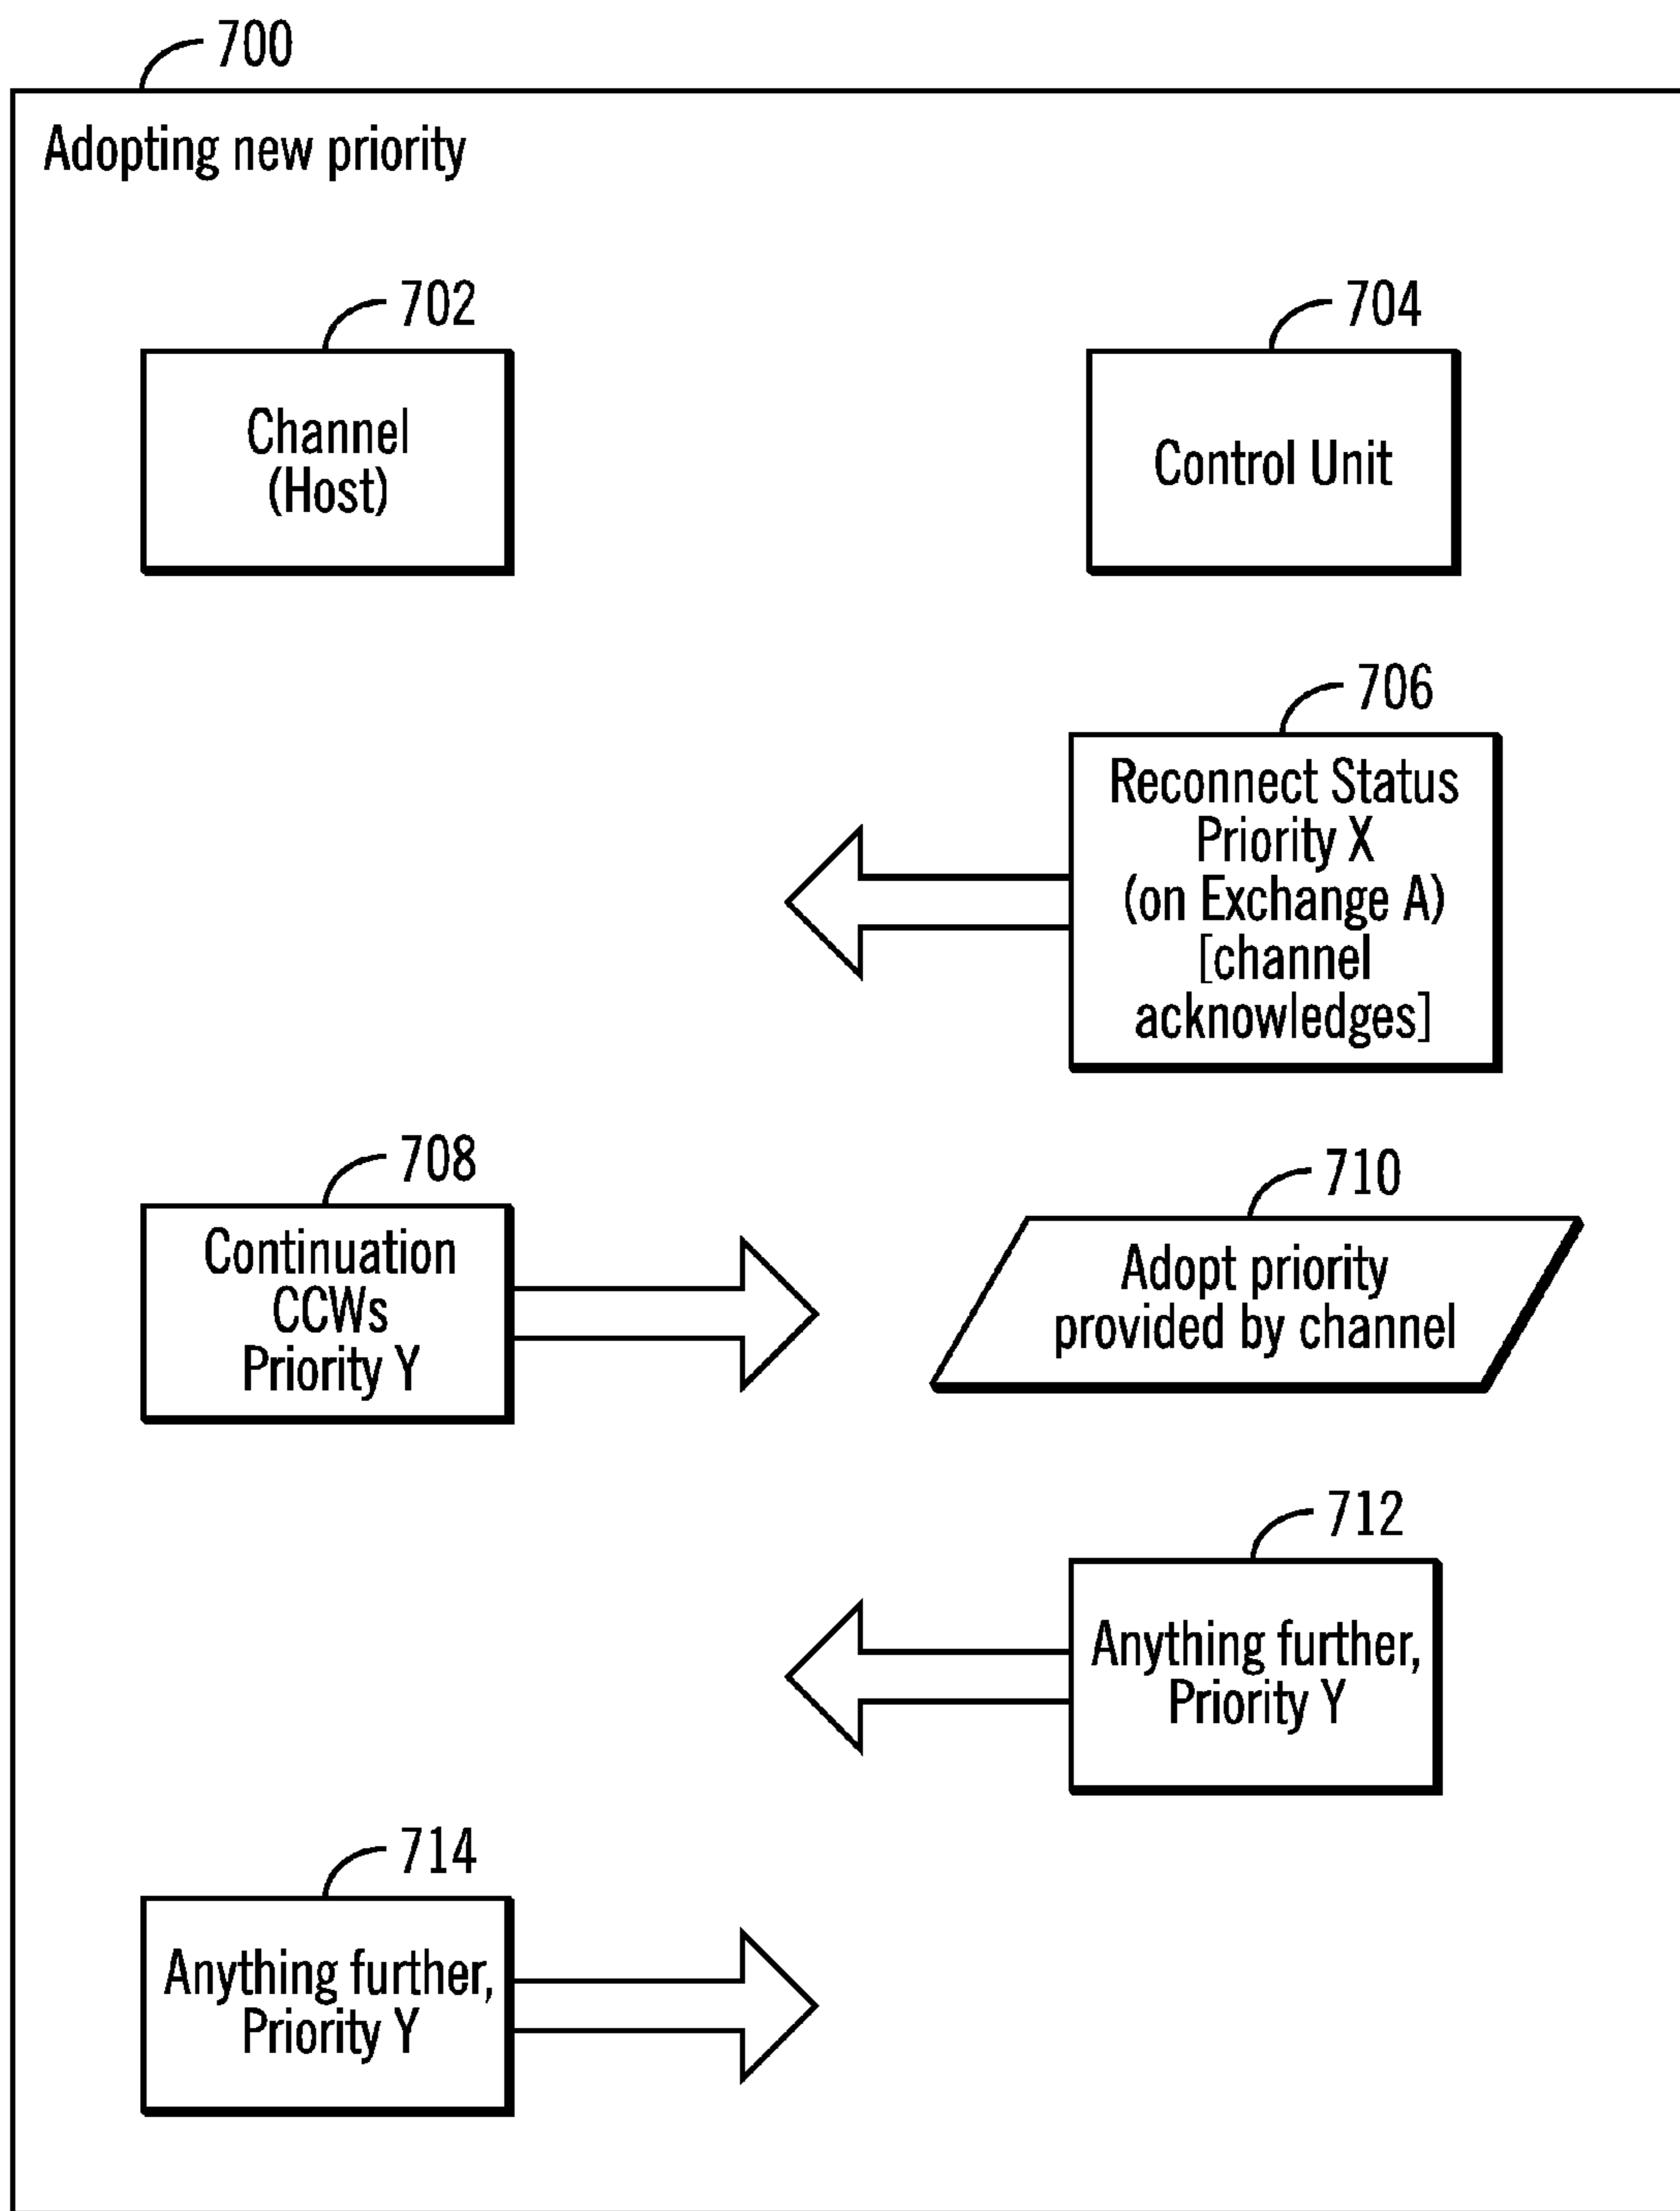 700
Adopting new priority
702
Channel
(Host)
704
Control Unit
706
Reconnect Status
Priority X
(on Exchange A)
[channel
acknowledges]
708
Continuation
CCWs
Priority Y
710
Adopt priority
provided by channel
712
Anything further,
Priority Y
714
Anything further,
Priority Y